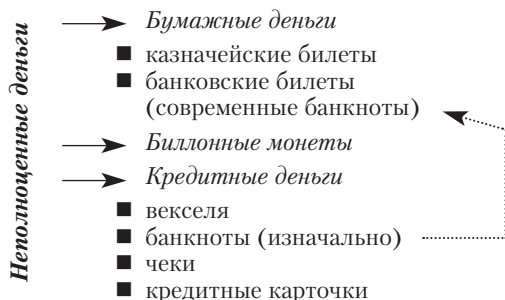 Неполноценные деньги
Бумажные деньги
казначейские билеты
банковские билеты
(современные банкноты)
Биллонные монеты
Кредитные деньги
векселя
банкноты (изначально)
чеки
кредитные карточки